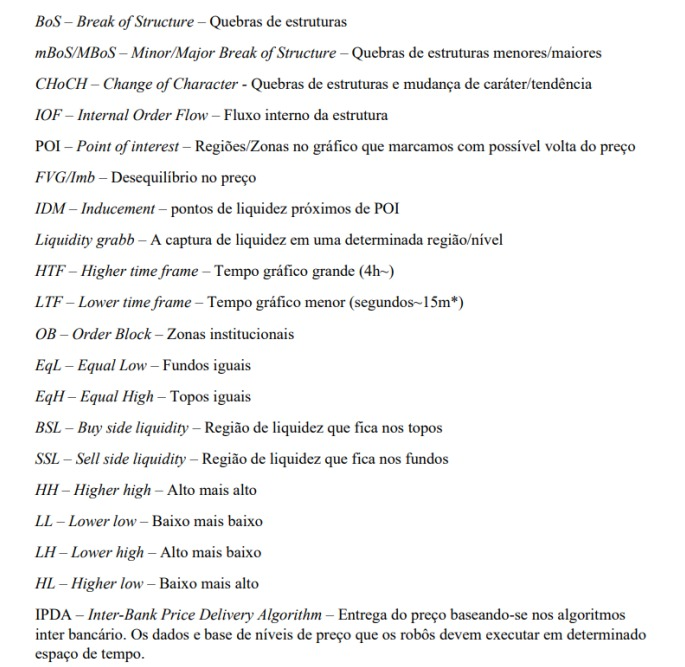 BoS – Break of Structure – Quebras de estruturas
mBoS/MBoS – Minor/Major Break of Structure – Quebras de estruturas menores/maiores
CHoCH – Change of Character - Quebras de estruturas e mudança de caráter/tendência
IOF – Internal Order Flow – Fluxo interno da estrutura
POI – Point of interest – Regiões/Zonas no gráfico que marcamos com possível volta do preço
FVG/Imb – Desequilíbrio no preço
IDM – Inducement – pontos de liquidez próximos de POI
Liquidity grabb – A captura de liquidez em uma determinada região/nível
HTF – Higher time frame – Tempo gráfico grande (4h~)
LTF – Lower time frame – Tempo gráfico menor (segundos~15m*)
OB – Order Block – Zonas institucionais
EqL – Equal Low – Fundos iguais
EqH – Equal High – Topos iguais
BSL – Buy side liquidity – Região de liquidez que fica nos topos
SSL – Sell side liquidity – Região de liquidez que fica nos fundos
HH – Higher high – Alto mais alto
LL – Lower low – Baixo mais baixo
LH – Lower high – Alto mais baixo
HL – Higher low – Baixo mais alto
IPDA – Inter-Bank Price Delivery Algorithm – Entrega do preço baseando-se nos algoritmos
inter bancário. Os dados e base de níveis de preço que os robôs devem executar em determinado
espaço de tempo.